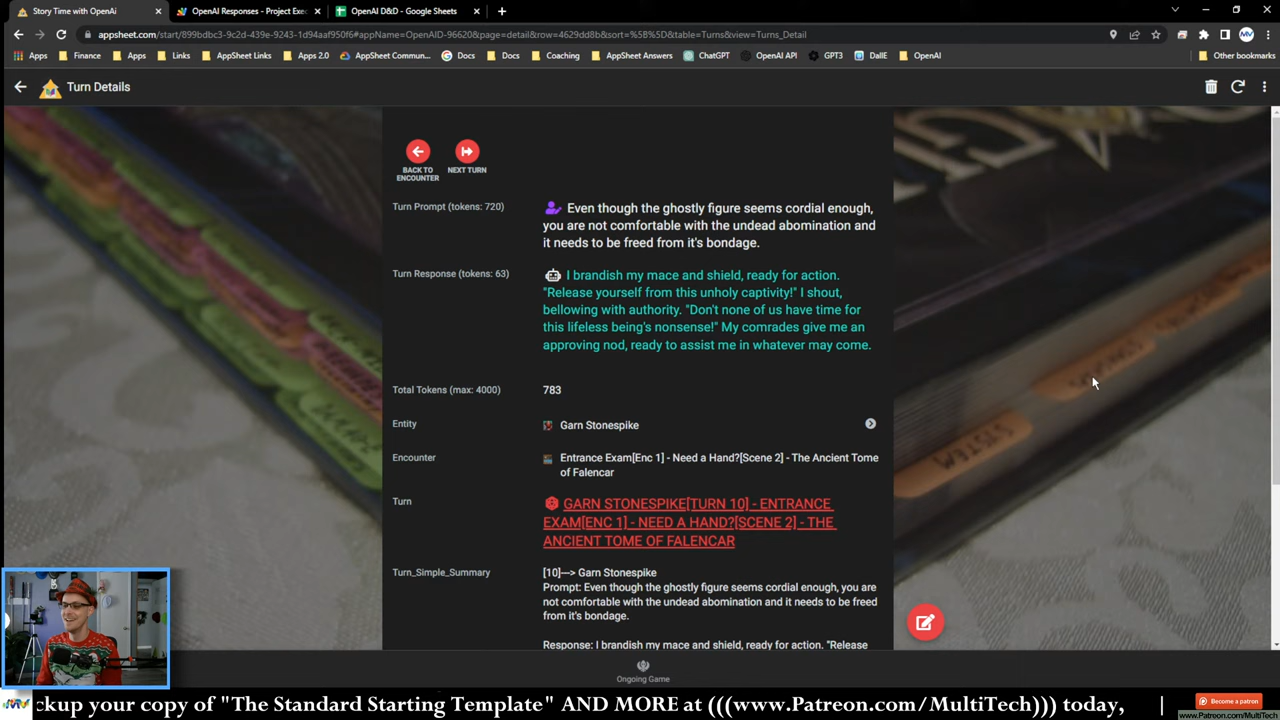 Story Time with OpenAi
OpenAI Responses - Project Exec
OpenAI D&D - Google Sheets
appsheet.com/start/899bdbc3-9c2d-439e-9243-1d94aaf950f6#appName=OpenAID-96620&page=detail&row=4629dd8b&sort=%5B%5D&table=Turns&view=Turns_Detail
Apps
Finance
Apps
Links
AppSheet Links
Apps 2.0
AppSheet Commun...
Docs
Docs
Coaching
AppSheet Answers
ChatGPT
OpenAI API
GPT3
DallE
OpenAI
Other bookmarks
Turn Details
BACK TO
ENCOUNTER
NEXT TURN
Turn Prompt (tokens: 720)
Even though the ghostly figure seems cordial enough,
you are not comfortable with the undead abomination and
it needs to be freed from it's bondage.
Turn Response (tokens: 63)
I brandish my mace and shield, ready for action.
"Release yourself from this unholy captivity!" I shout,
bellowing with authority. "Don't none of us have time for
this lifeless being's nonsense!" My comrades give me an
approving nod, ready to assist me in whatever may come.
Total Tokens (max: 4000)
783
Entity
Garn Stonespike
Encounter
Entrance Exam[Enc 1] - Need a Hand?[Scene 2] - The Ancient Tome
of Falencar
Turn
GARN STONESPIKE[TURN 10] - ENTRANCE
EXAM[ENC 1] - NEED A HAND?[SCENE 2] - THE
ANCIENT TOME OF FALENCAR
Turn_Simple_Summary
[10]---> Garn Stonespike
Prompt: Even though the ghostly figure seems cordial enough, you are
not comfortable with the undead abomination and it needs to be freed
from it's bondage.
Response: I brandish my mace and shield, ready for action. "Release
Ongoing Game
ckup your copy of "The Standard Starting Template" AND MORE at (((www.Patreon.com/MultiTech))) today, |
Become a patron
www.Patreon.com/MultiTech